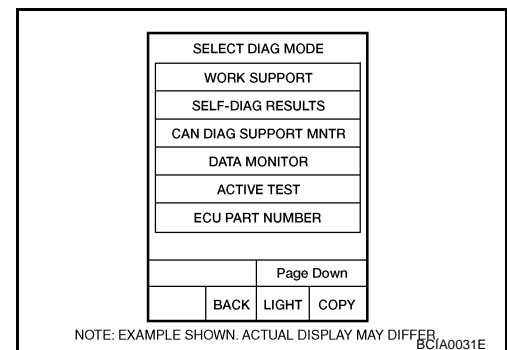 SELECT DIAG MODE
WORK SUPPORT
SELF-DIAG RESULTS
CAN DIAG SUPPORT MNTR
DATA MONITOR
ACTIVE TEST
ECU PART NUMBER
Page Down
BACK LIGHT COPY
NOTE: EXAMPLE SHOWN. ACTUAL DISPLAY MAY DIFFER.
BCIA0031E